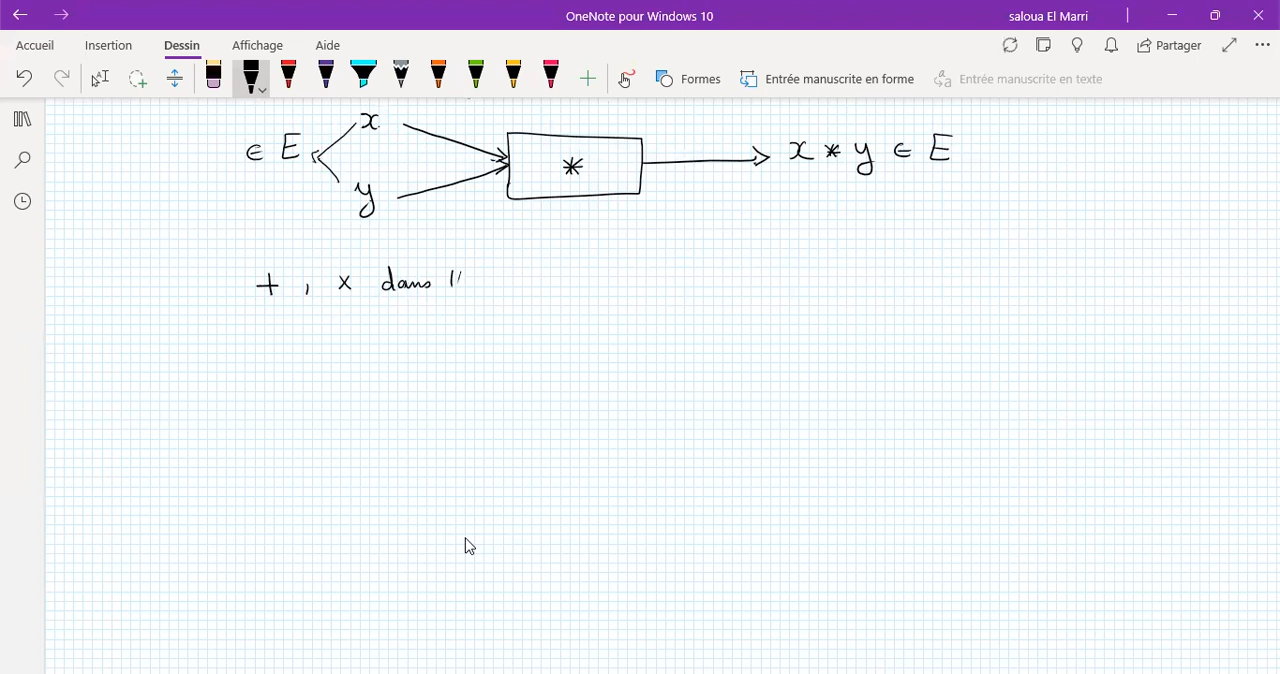 OneNote pour Windows 10
saloua El Marri
Accueil Insertion Dessin Affichage Aide
Partager
Formes Entrée manuscrite en forme Entrée manuscrite en texte
∈ E x y * x * y ∈ E
+ , x dans